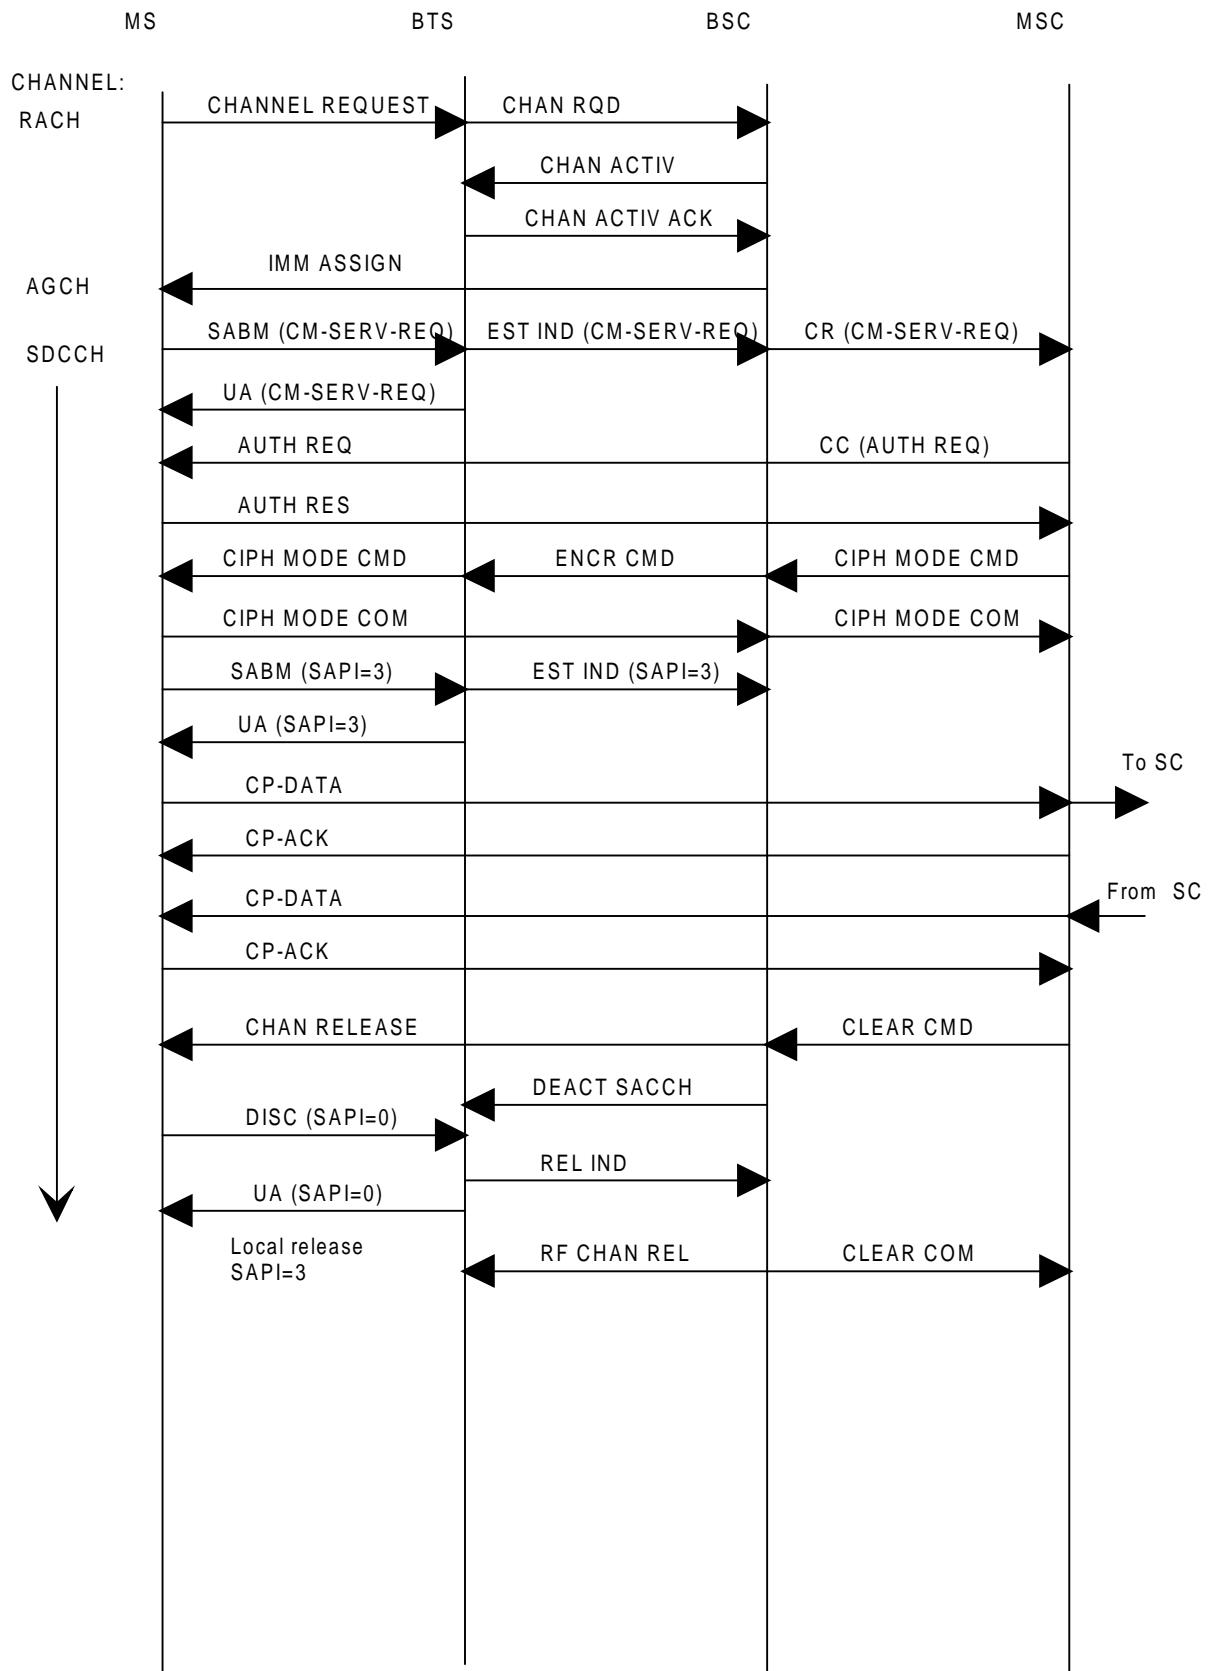 MS BTS BSC MSC
CHANNEL:
CHANNEL REQUEST CHAN RQD
RACH
CHAN ACTIV
CHAN ACTIV ACK
IMM ASSIGN
AGCH
SABM (CM-SERV-REQ) EST IND (CM-SERV-REQ) CR (CM-SERV-REQ)
SDCCH
UA (CM-SERV-REQ)
AUTH REQ CC (AUTH REQ)
AUTH RES
CIPH MODE CMD ENCR CMD CIPH MODE CMD
CIPH MODE COM CIPH MODE COM
SABM (SAPI=3) EST IND (SAPI=3)
UA (SAPI=3)
To SC
CP-DATA
CP-ACK
From SC
CP-DATA
CP-ACK
CHAN RELEASE CLEAR CMD
DEACT SACCH
DISC (SAPI=0)
REL IND
UA (SAPI=0)
Local release RF CHAN REL CLEAR COM
SAPI=3